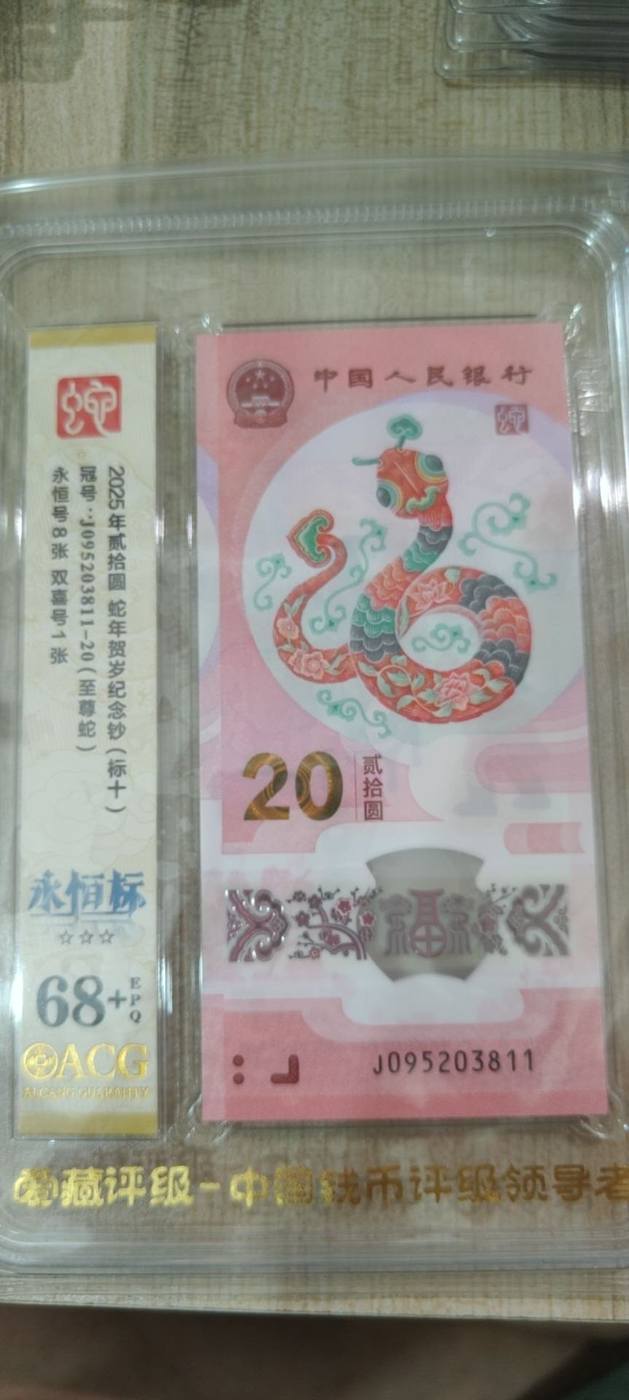 蛇
2025年贰拾圆 蛇年贺岁纪念钞(标十)
冠号:J095203811-20(至尊蛇)
永恒号8张 双喜号1张
永恒标
☆☆☆
68+EPQ
ACG
中国人民银行
蛇
20
贰拾圆
福
J095203811
爱藏评级-中国钱币评级领导者